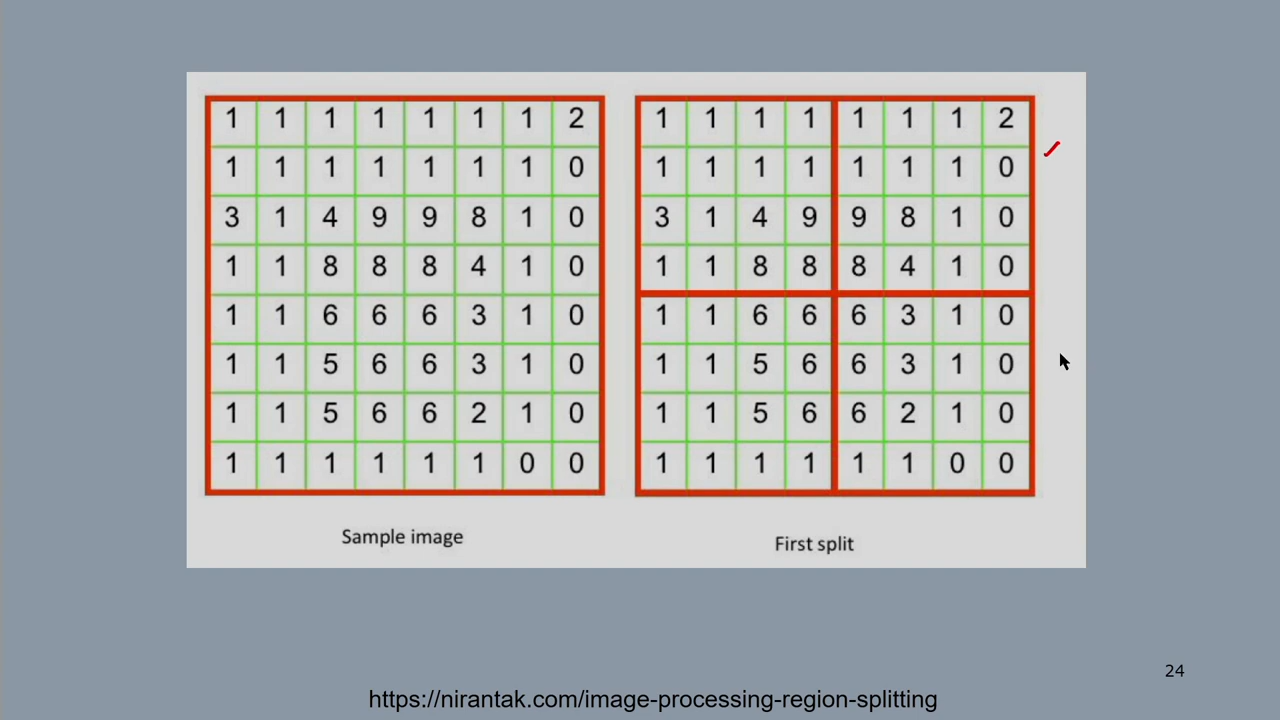 1 1 1 1 1 1 1 2
1 1 1 1 1 1 1 0
3 1 4 9 9 8 1 0
1 1 8 8 8 4 1 0
1 1 6 6 6 3 1 0
1 1 5 6 6 3 1 0
1 1 5 6 6 2 1 0
1 1 1 1 1 1 0 0
Sample image
1 1 1 1 1 1 1 2
1 1 1 1 1 1 1 0
3 1 4 9 9 8 1 0
1 1 8 8 8 4 1 0
1 1 6 6 6 3 1 0
1 1 5 6 6 3 1 0
1 1 5 6 6 2 1 0
1 1 1 1 1 1 0 0
First split
24
https://nirantak.com/image-processing-region-splitting